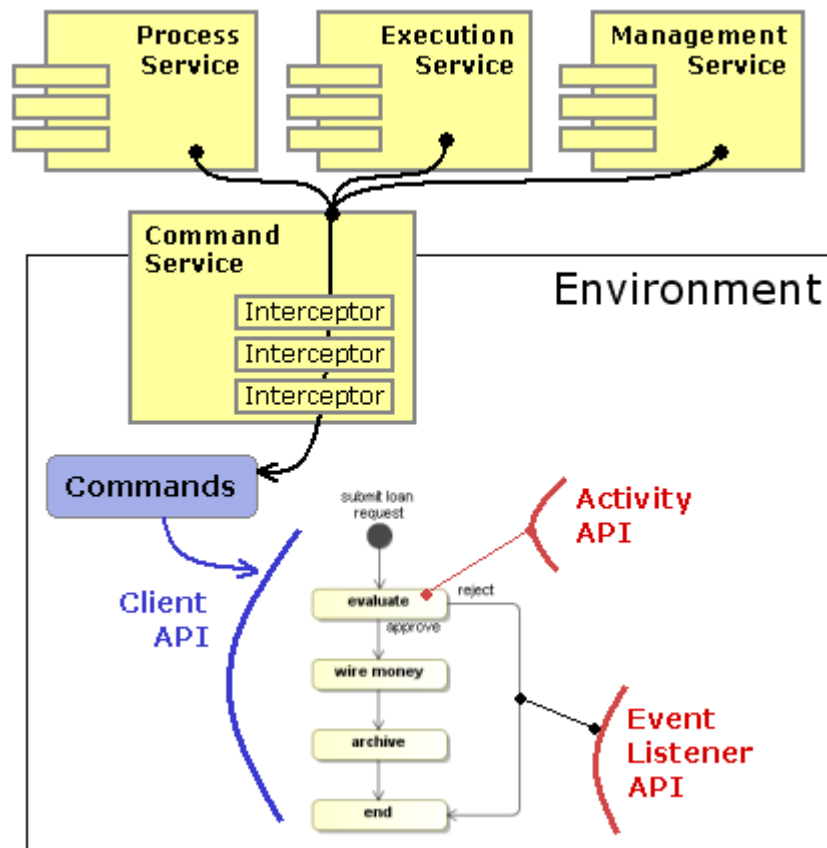 Process
Service
Execution
Service
Management
Service
Command
Service
Environment
Interceptor
Interceptor
Interceptor
Commands
submit loan
request
Activity
API
evaluate
reject
approve
Client
API
wire money
archive
Event
Listener
API
end